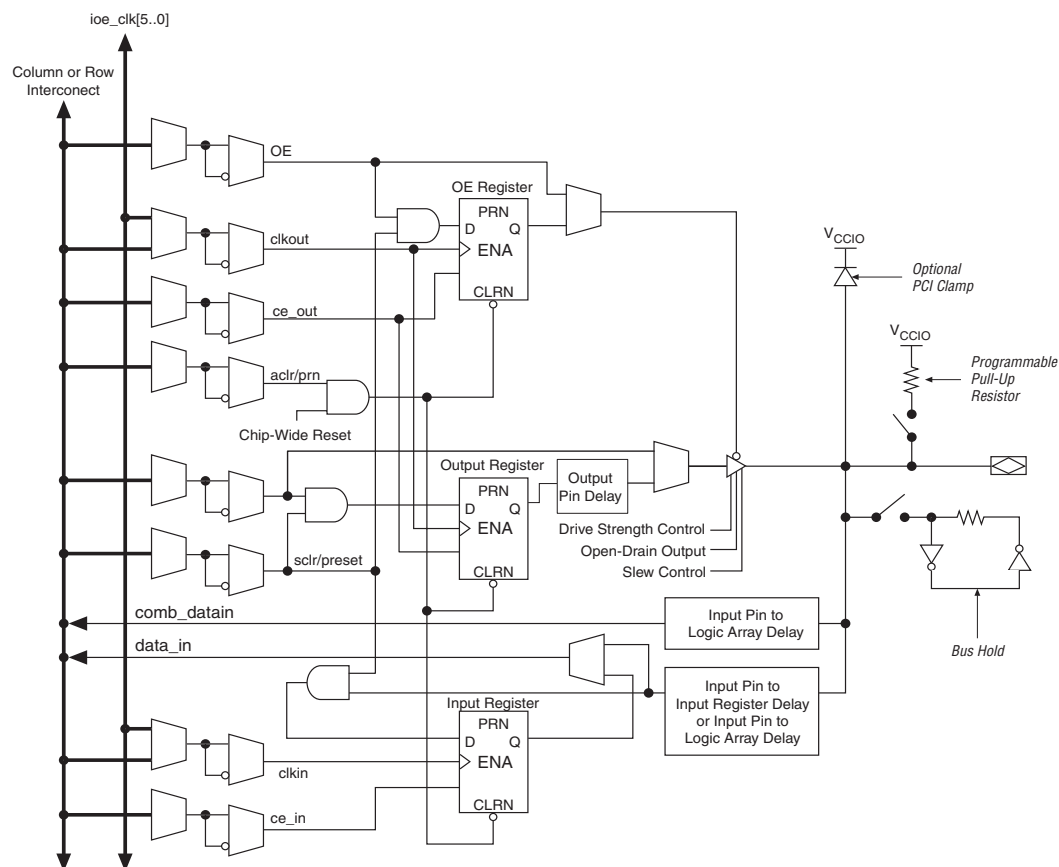 ioe_clk[5..0]
Column or Row
Interconect
OE
OE Register
PRN
D
Q
ENA
CLRN
clkout
ce_out
aclr/prn
Chip-Wide Reset
VCCIO
Optional
PCI Clamp
VCCIO
Programmable
Pull-Up
Resistor
Output Register
PRN
D
Q
ENA
CLRN
Output
Pin Delay
Drive Strength Control
Open-Drain Output
Slew Control
sclr/preset
comb_datain
data_in
Input Pin to
Logic Array Delay
Bus Hold
Input Pin to
Input Register Delay
or Input Pin to
Logic Array Delay
Input Register
PRN
D
Q
ENA
CLRN
clkin
ce_in